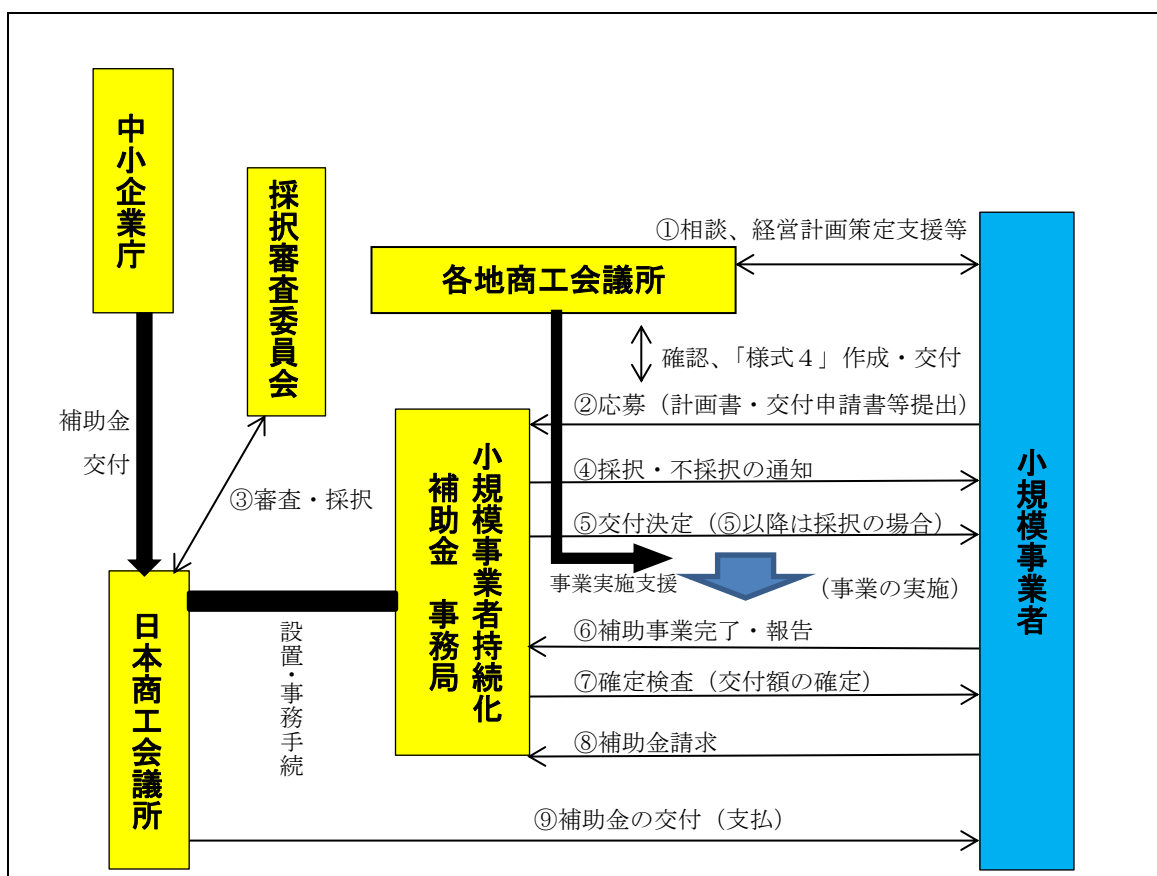 中小企業庁
採択審査委員会
①相談、経営計画策定支援等
各地商工会議所
確認、「様式４」作成・交付
②応募（計画書・交付申請書等提出）
補助金
交付
小規模事業者持続化
補助金　事務局
小規模事業者
④採択・不採択の通知
③審査・採択
⑤交付決定（⑤以降は採択の場合）
事業実施支援
（事業の実施）
日本商工会議所
⑥補助事業完了・報告
設置・事務手続
⑦確定検査（交付額の確定）
⑧補助金請求
⑨補助金の交付（支払）